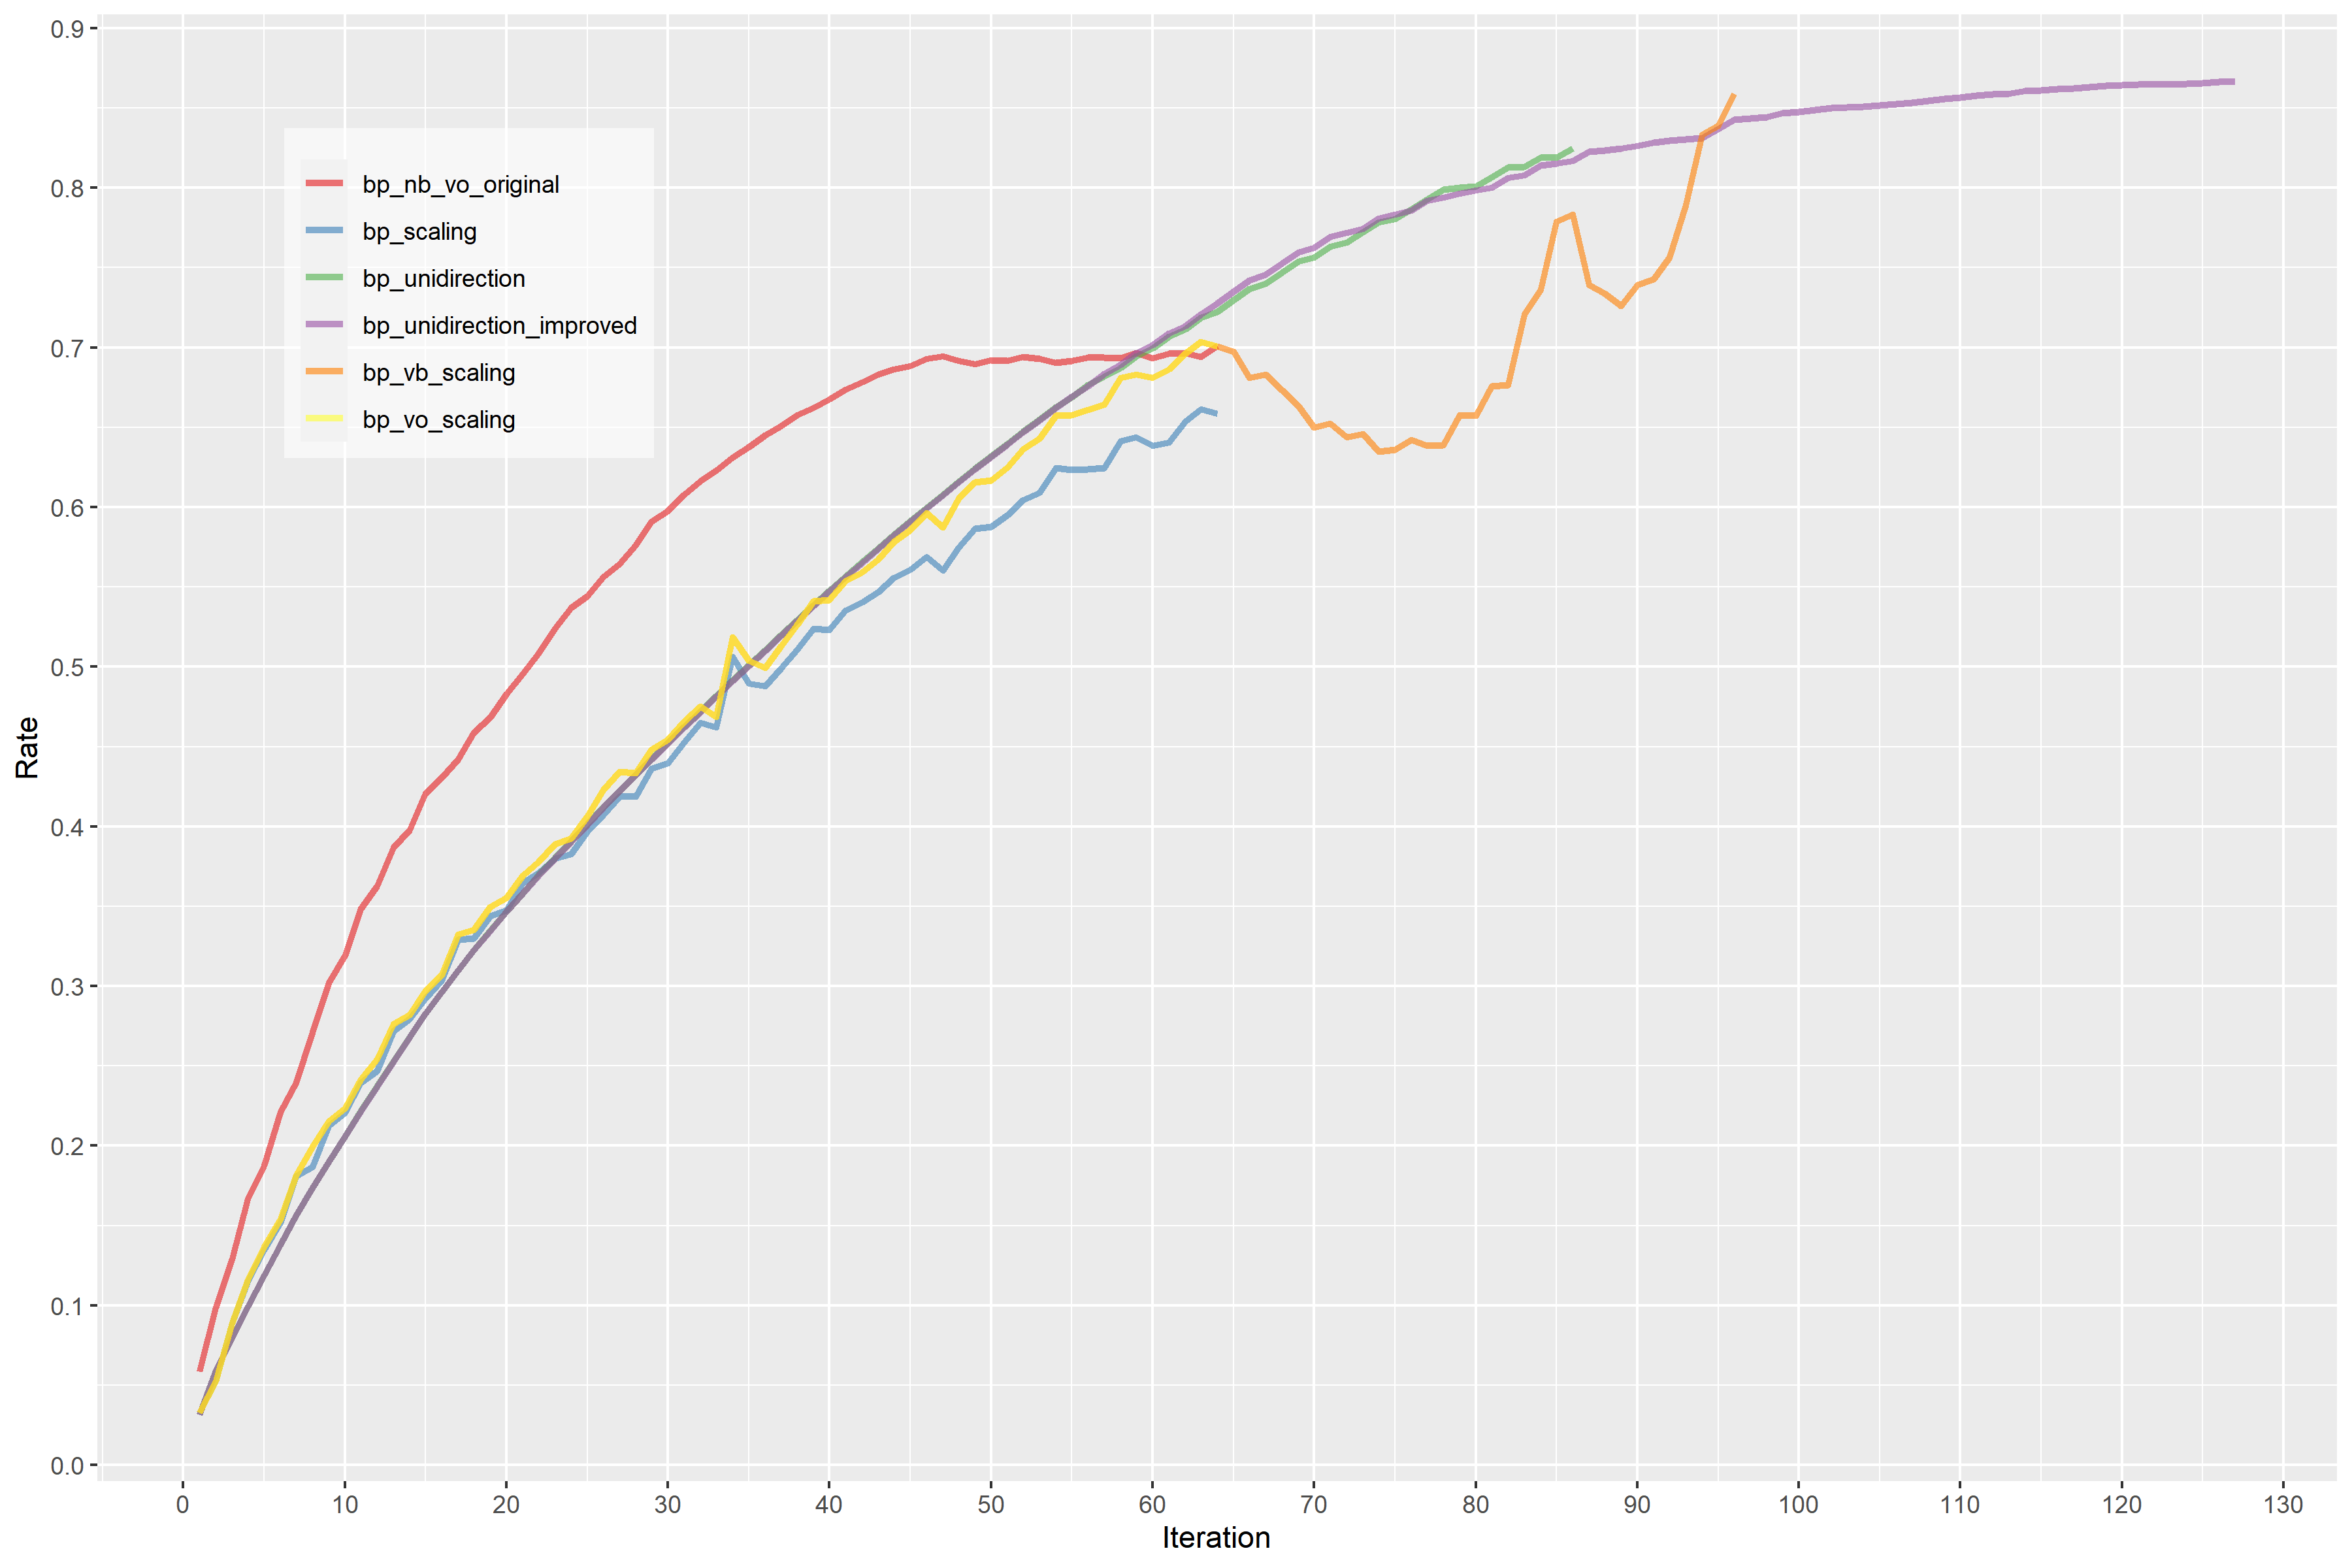 0.9
0.8
0.7
0.6
0.5
0.4
0.3
0.2
0.1
0.0
Rate
bp_nb_vo_original
bp_scaling
bp_unidirection
bp_unidirection_improved
bp_vb_scaling
bp_vo_scaling
0 10 20 30 40 50 60 70 80 90 100 110 120 130
Iteration